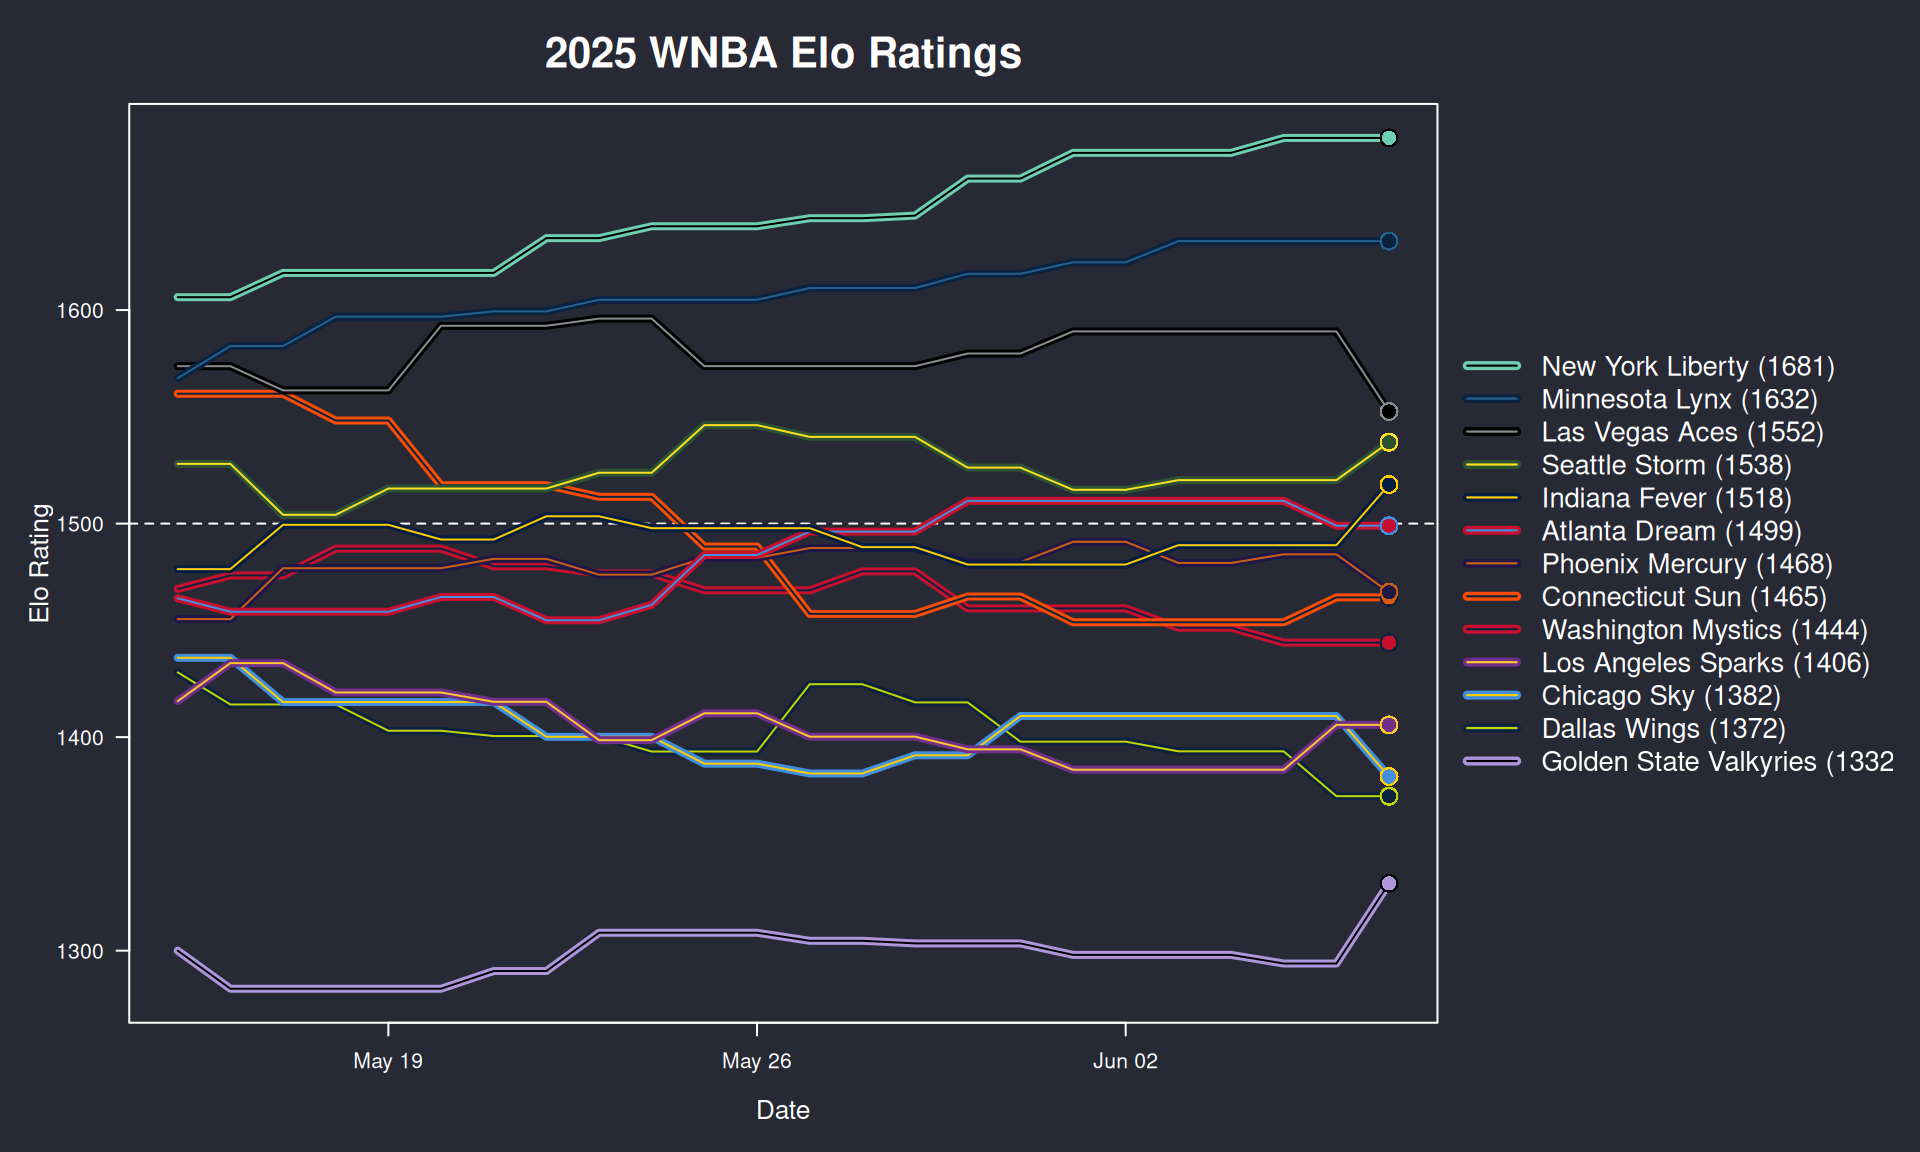 2025 WNBA Elo Ratings
Elo Rating
1600
1500
1400
1300
May 19
May 26
Jun 02
Date
New York Liberty (1681)
Minnesota Lynx (1632)
Las Vegas Aces (1552)
Seattle Storm (1538)
Indiana Fever (1518)
Atlanta Dream (1499)
Phoenix Mercury (1468)
Connecticut Sun (1465)
Washington Mystics (1444)
Los Angeles Sparks (1406)
Chicago Sky (1382)
Dallas Wings (1372)
Golden State Valkyries (1332